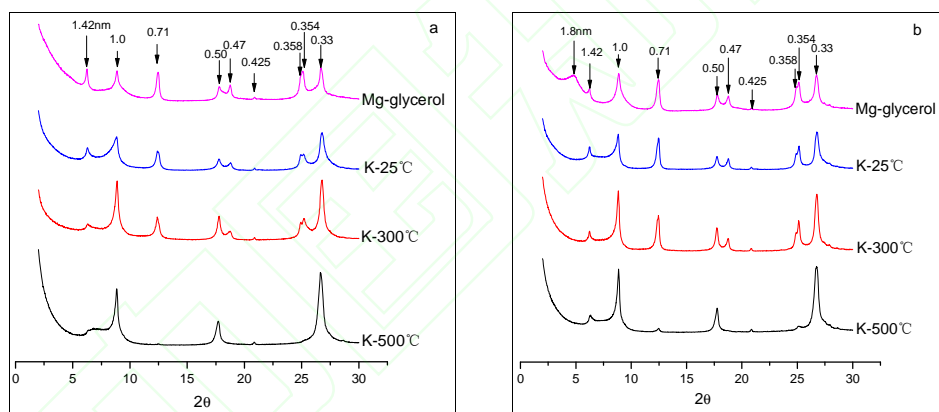 a
1.42nm
1.0
0.71
0.50
0.47
0.425
0.358
0.354
0.33
Mg-glycerol
K-25℃
K-300℃
K-500℃
0 5 10 15 20 25 30
2θ
b
1.8nm
1.42
1.0
0.71
0.50
0.47
0.425
0.358
0.354
0.33
Mg-glycerol
K-25℃
K-300℃
K-500℃
0 5 10 15 20 25 30
2θ